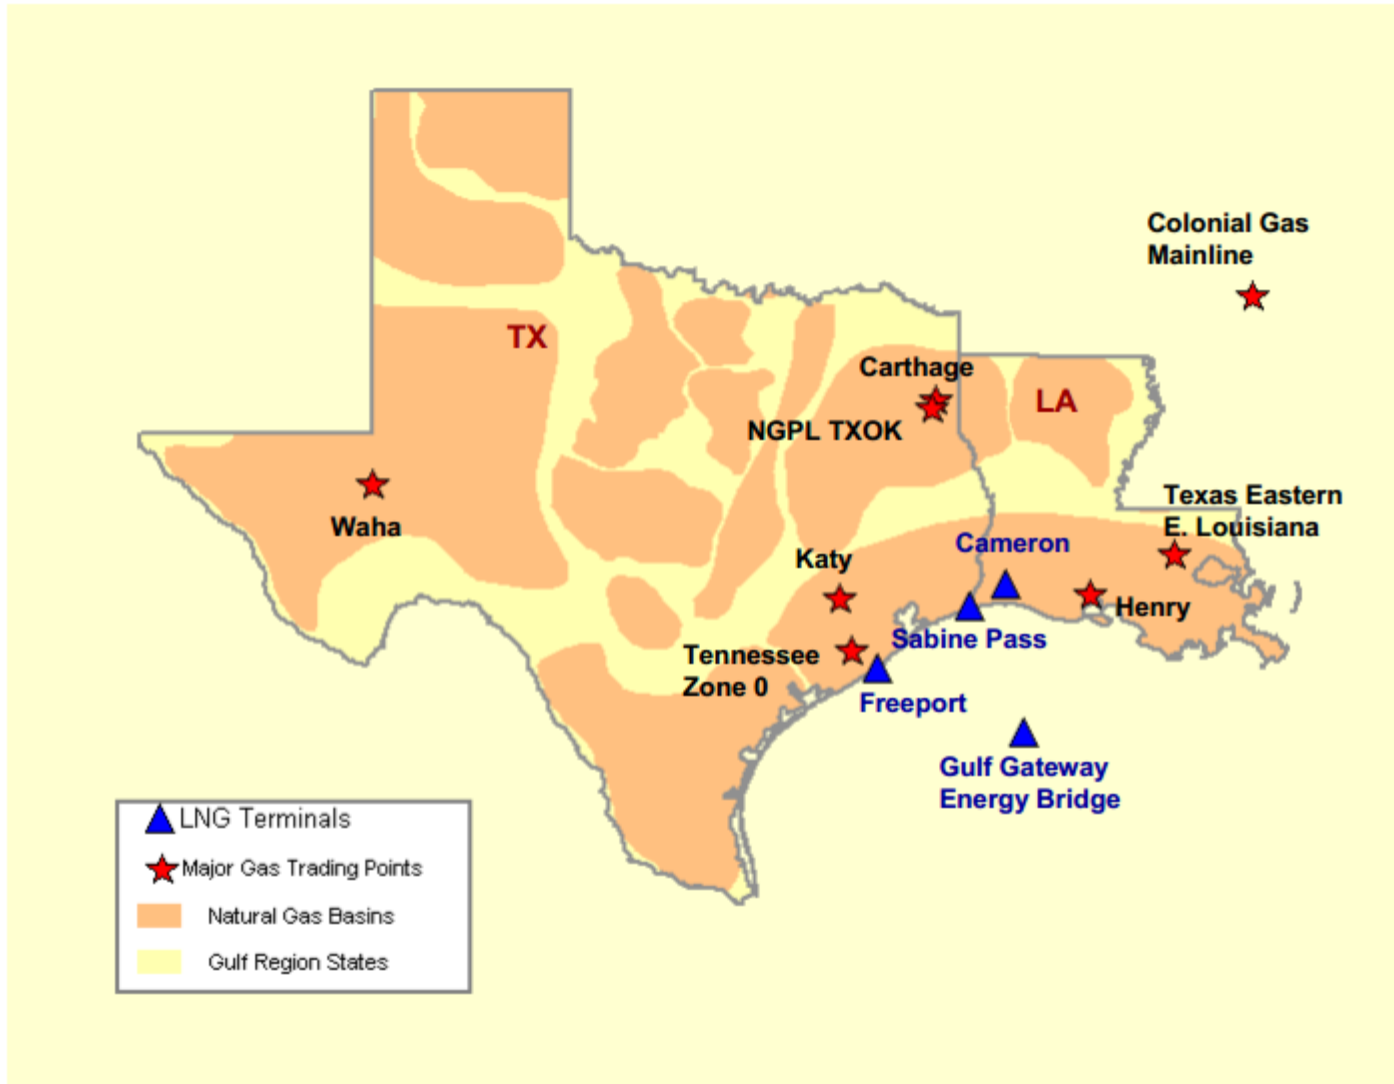 Colonial Gas
Mainline
TX
Carthage
LA
NGPL TXOK
Waha
Texas Eastern
E. Louisiana
Cameron
Katy
Henry
Sabine Pass
Tennessee
Zone 0
Freeport
Gulf Gateway
Energy Bridge
LNG Terminals
Major Gas Trading Points
Natural Gas Basins
Gulf Region States